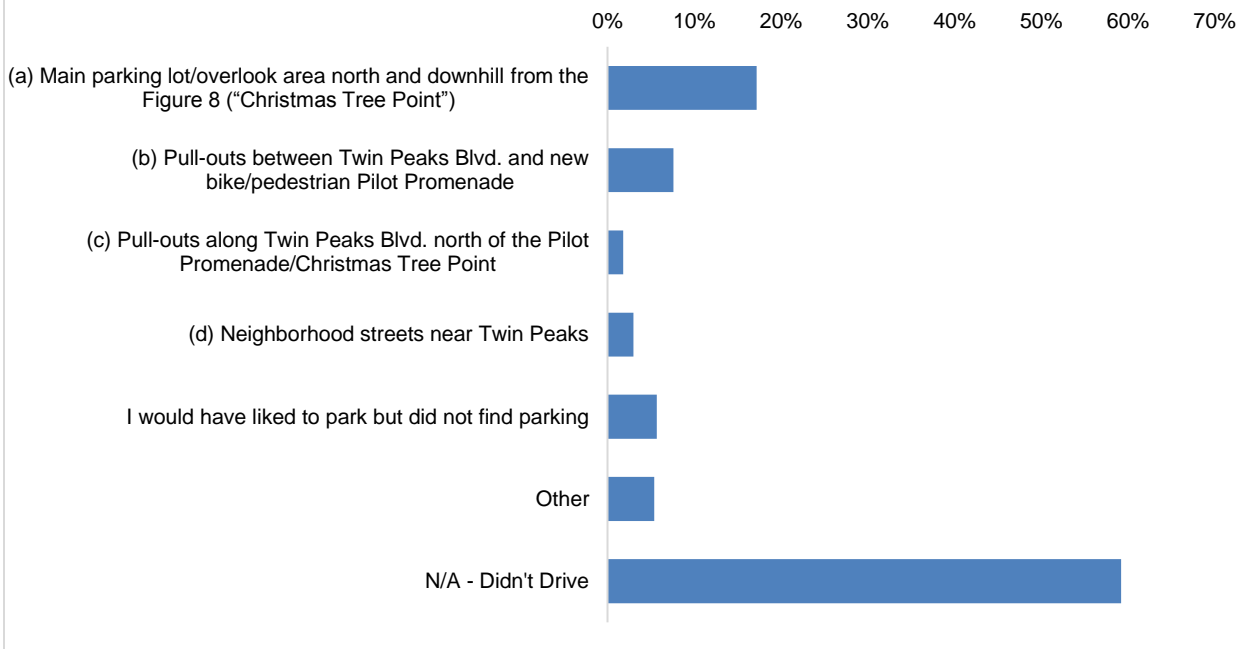 0% 10% 20% 30% 40% 50% 60% 70%
(a) Main parking lot/overlook area north and downhill from the
Figure 8 (“Christmas Tree Point”)
(b) Pull-outs between Twin Peaks Blvd. and new
bike/pedestrian Pilot Promenade
(c) Pull-outs along Twin Peaks Blvd. north of the Pilot
Promenade/Christmas Tree Point
(d) Neighborhood streets near Twin Peaks
I would have liked to park but did not find parking
Other
N/A - Didn't Drive